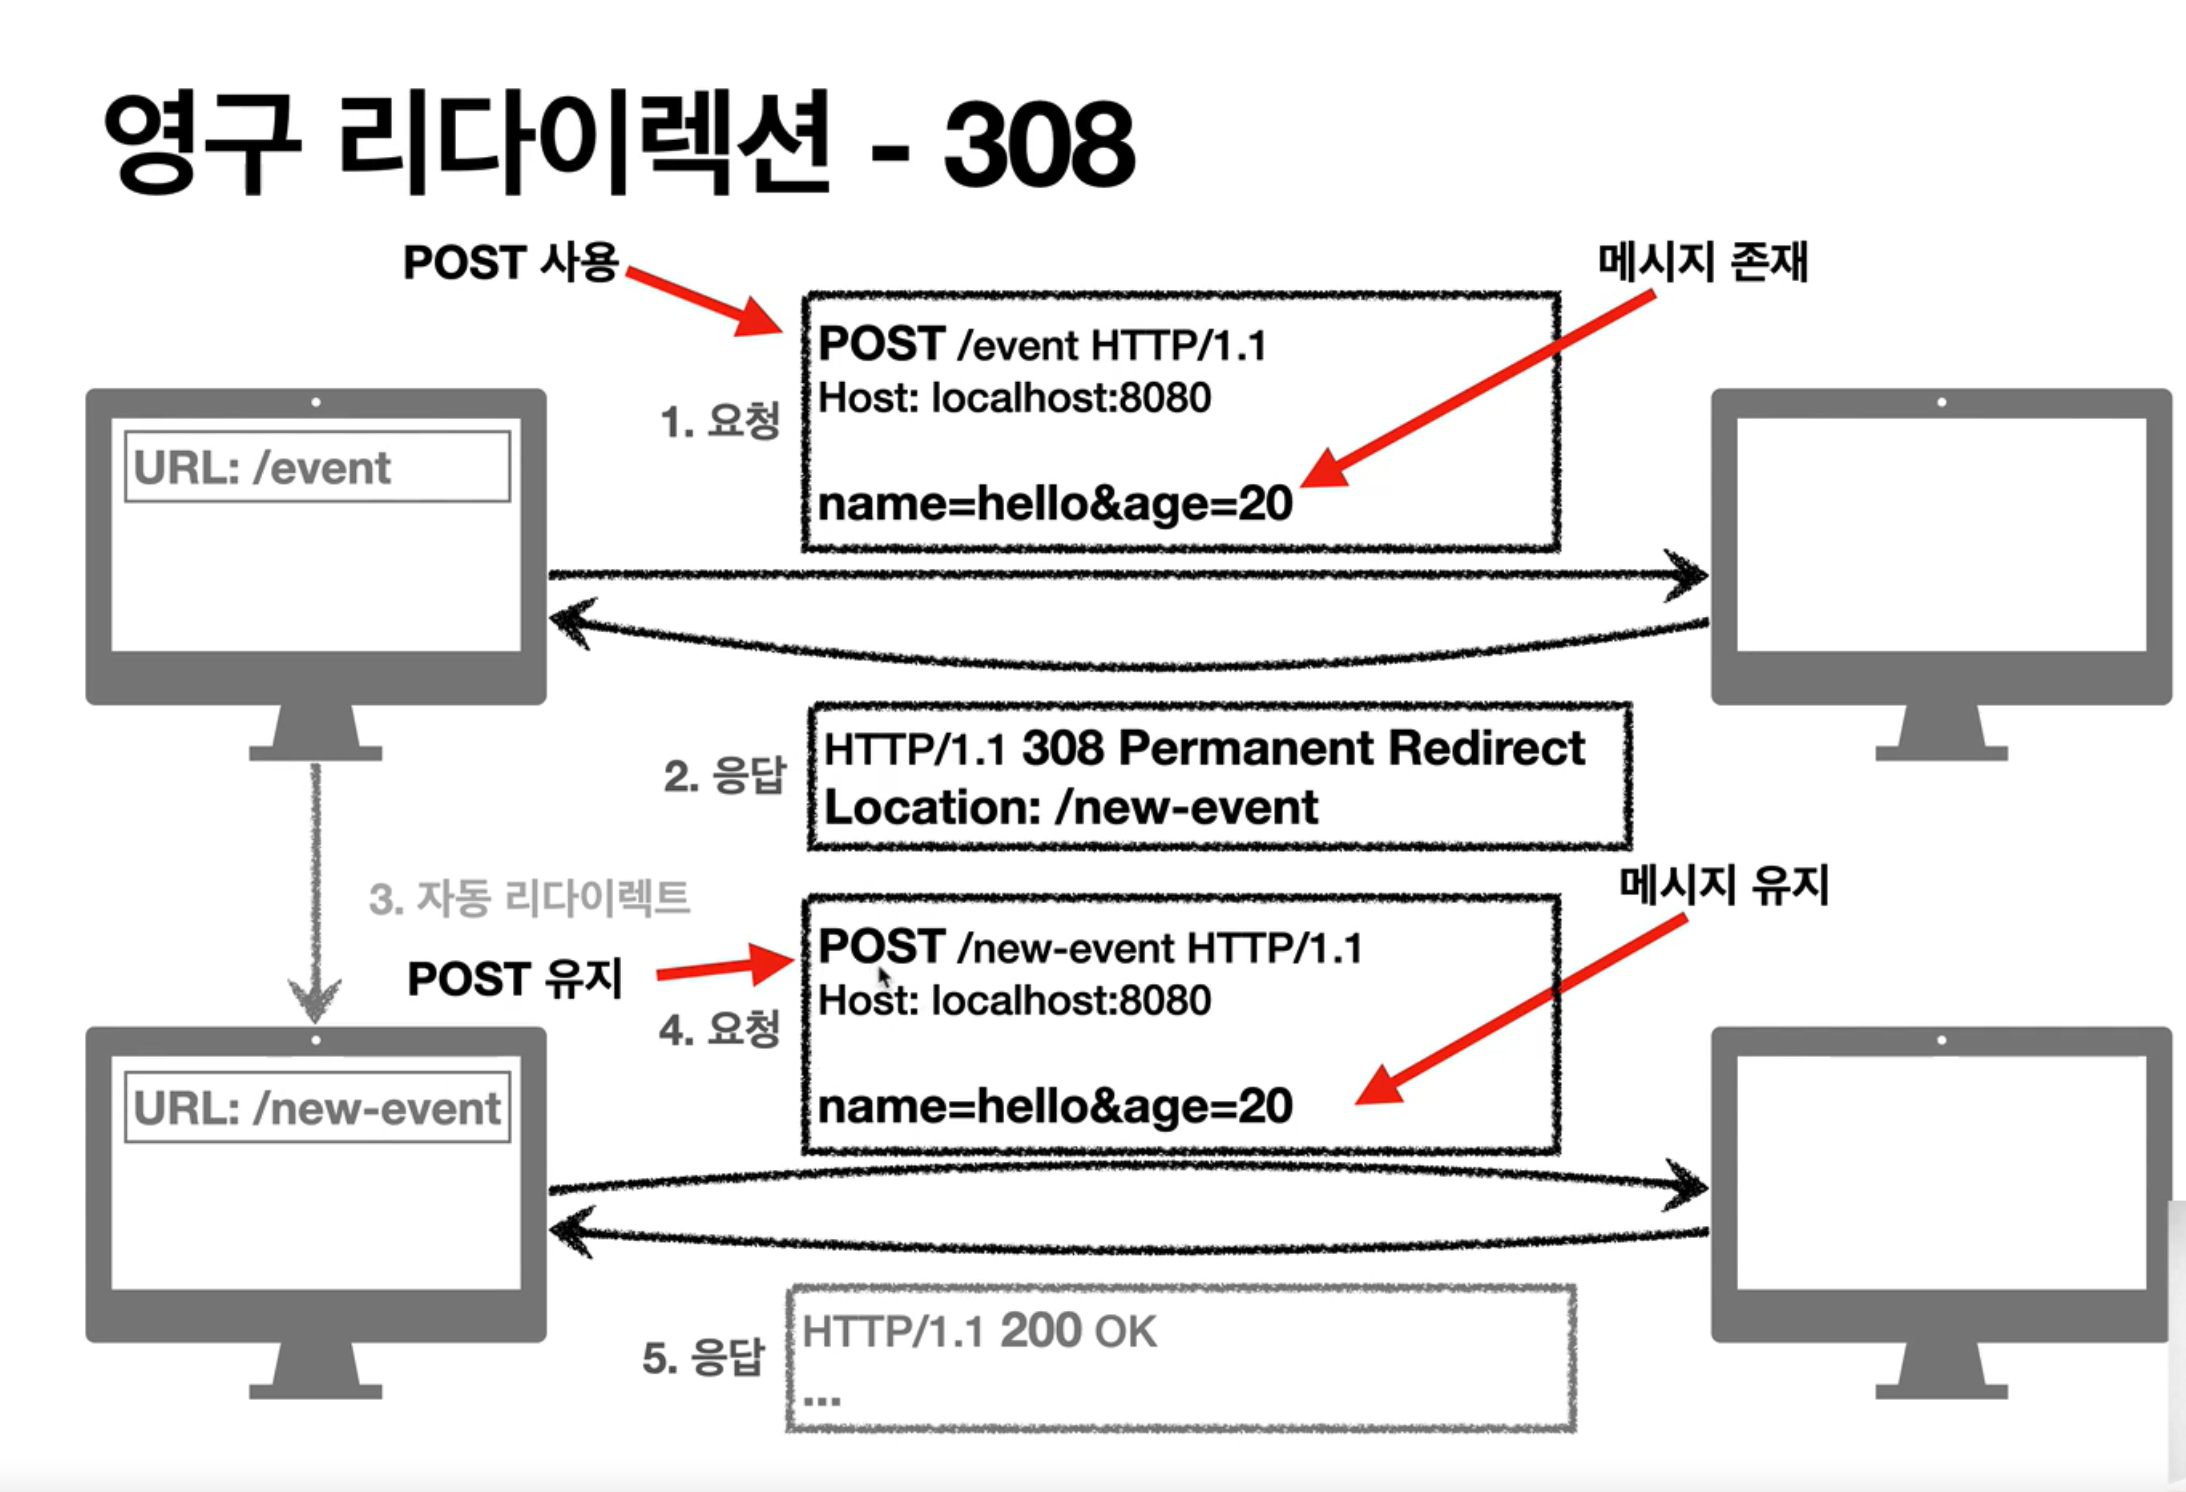 영구 리다이렉션 - 308
POST 사용
메시지 존재
POST /event HTTP/1.1
Host: localhost:8080
name=hello&age=20
1. 요청
URL: /event
2. 응답
HTTP/1.1 308 Permanent Redirect
Location: /new-event
3. 자동 리다이렉트
메시지 유지
POST 유지
POST /new-event HTTP/1.1
Host: localhost:8080
name=hello&age=20
4. 요청
URL: /new-event
5. 응답
HTTP/1.1 200 OK
...